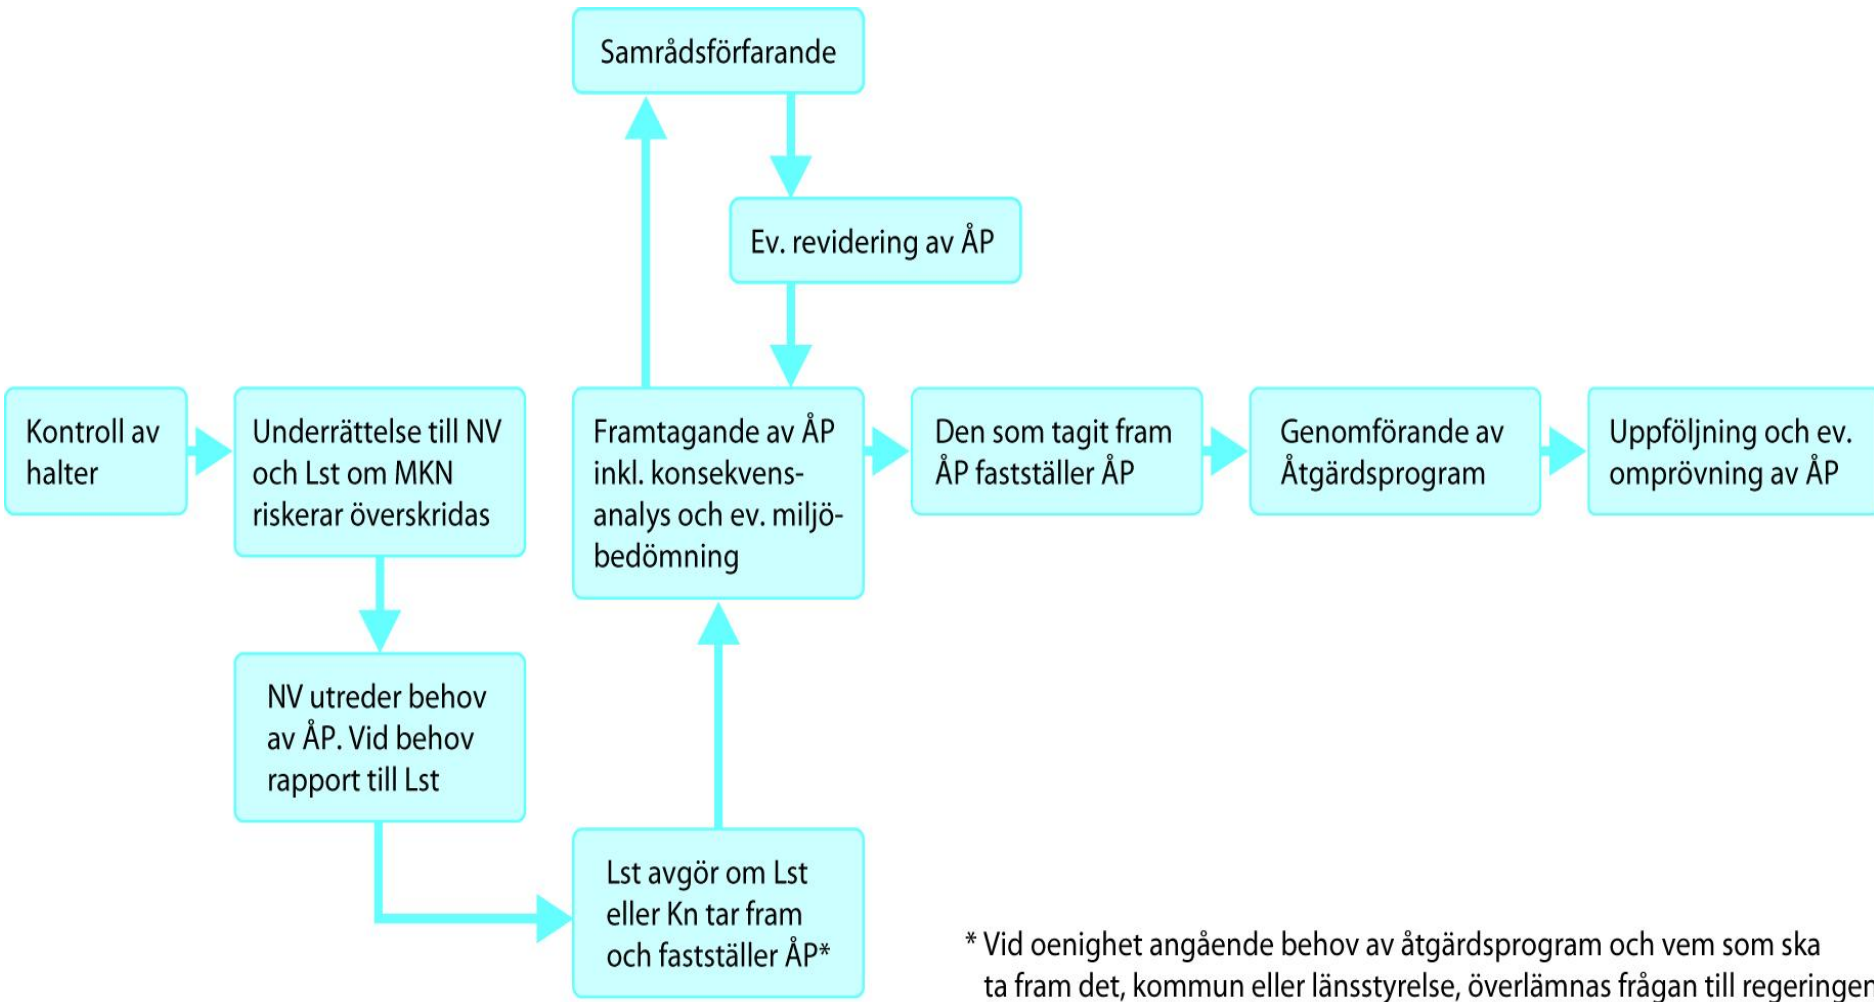 Samrådsförfarande
Ev. revidering av ÅP
Kontroll av
halter
Underrättelse till NV
och Lst om MKN
riskerar överskridas
Framtagande av ÅP
inkl. konsekvens-
analys och ev. miljö-
bedömning
Den som tagit fram
ÅP fastställer ÅP
Genomförande av
Åtgärdsprogram
Uppföljning och ev.
omprövning av ÅP
NV utreder behov
av ÅP. Vid behov
rapport till Lst
Lst avgör om Lst
eller Kn tar fram
och fastställer ÅP*
* Vid oenighet angående behov av åtgärdsprogram och vem som ska
ta fram det, kommun eller länsstyrelse, överlämnas frågan till regeringen